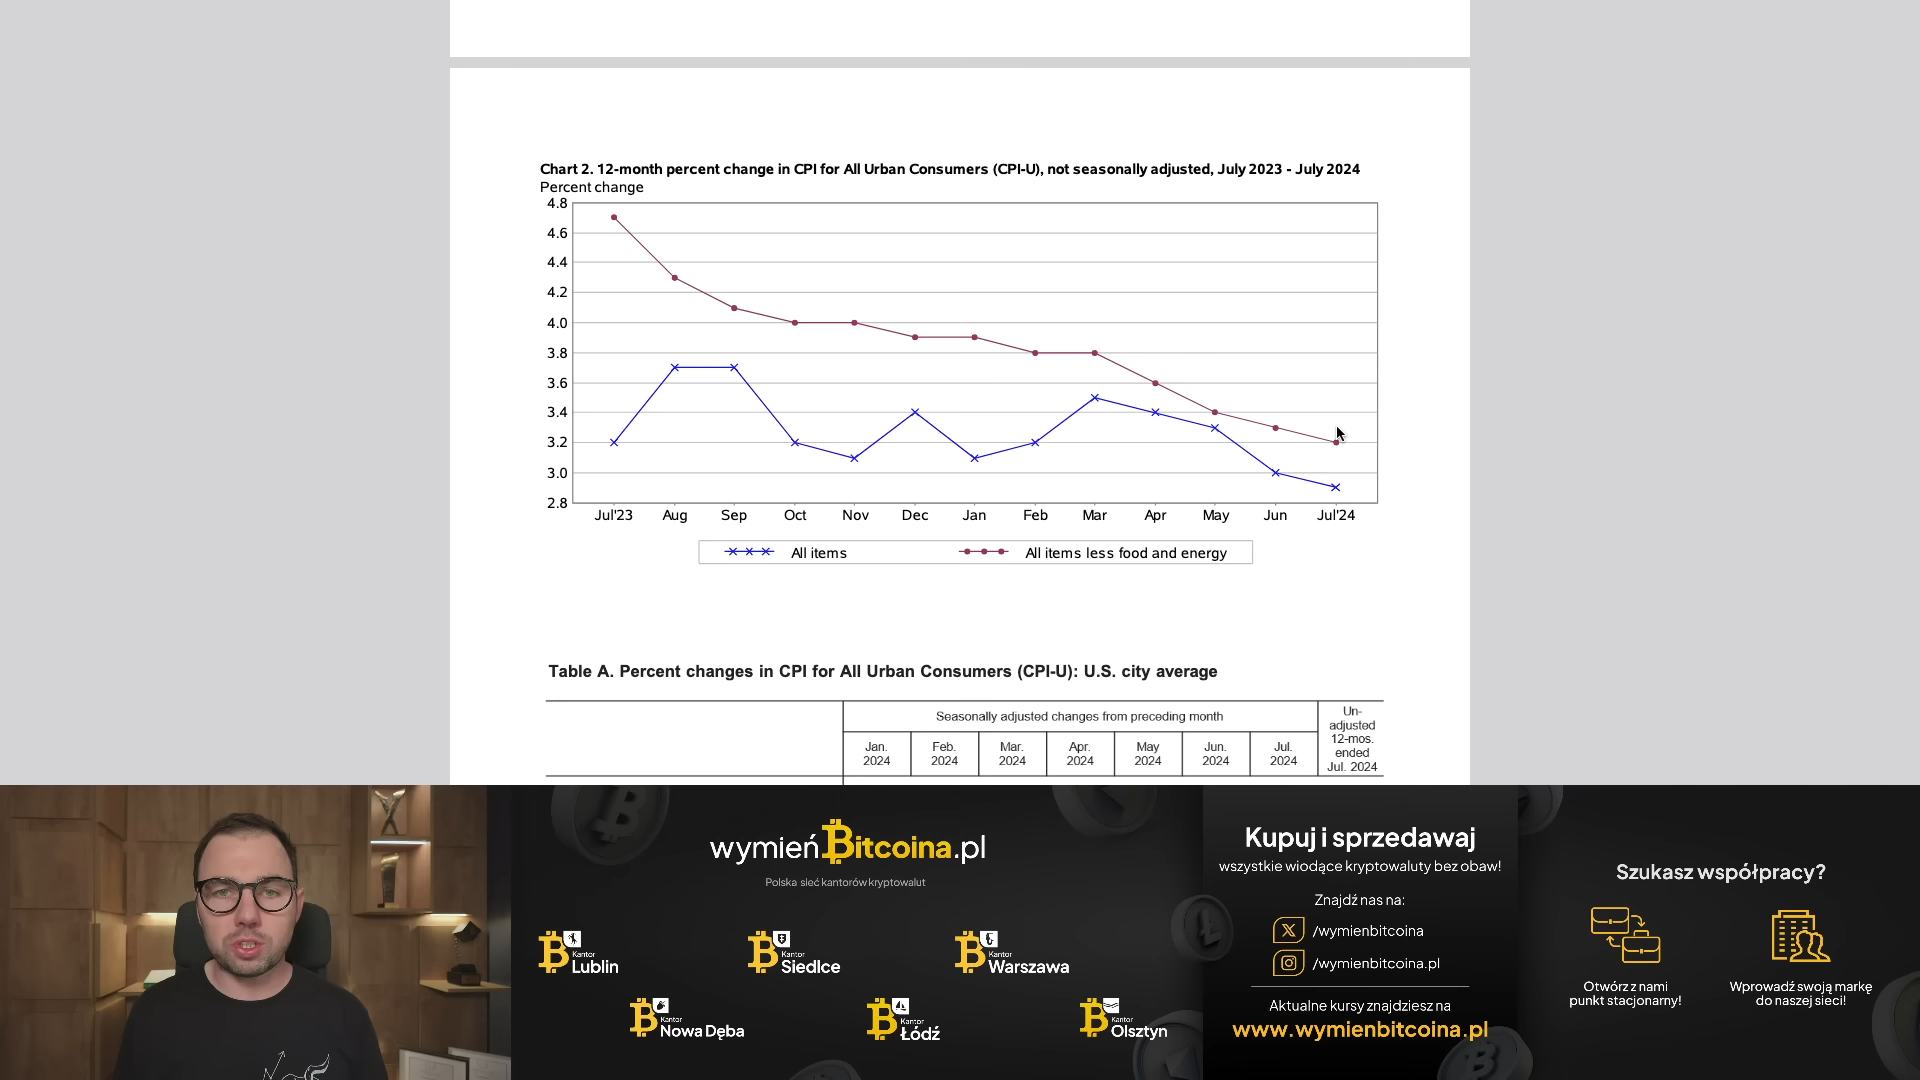 Chart 2. 12-month percent change in CPI for All Urban Consumers (CPI-U), not seasonally adjusted, July 2023 - July 2024
Percent change
4.8
4.6
4.4
4.2
4.0
3.8
3.6
3.4
3.2
3.0
2.8
Jul'23 Aug Sep Oct Nov Dec Jan Feb Mar Apr May Jun Jul'24
All items All items less food and energy
Table A. Percent changes in CPI for All Urban Consumers (CPI-U): U.S. city average
Seasonally adjusted changes from preceding month
Jan. 2024
Feb. 2024
Mar. 2024
Apr. 2024
May 2024
Jun. 2024
Jul. 2024
Un-
adjusted
12-mos.
ended
Jul. 2024
wymieńBitcoina.pl
Polska sieć kantorów kryptowalut
Kantor
Lublin
Kantor
Siedlce
Kantor
Warszawa
Kantor
Nowa Dęba
Kantor
Łódź
Kantor
Olsztyn
Kupuj i sprzedawaj
wszystkie wiodące kryptowaluty bez obaw!
Znajdź nas na:
/wymienbitcoina
/wymienbitcoina.pl
Aktualne kursy znajdziesz na
www.wymienbitcoina.pl
Szukasz współpracy?
Otwórz z nami
punkt stacjonarny!
Wprowadź swoją markę
do naszej sieci!